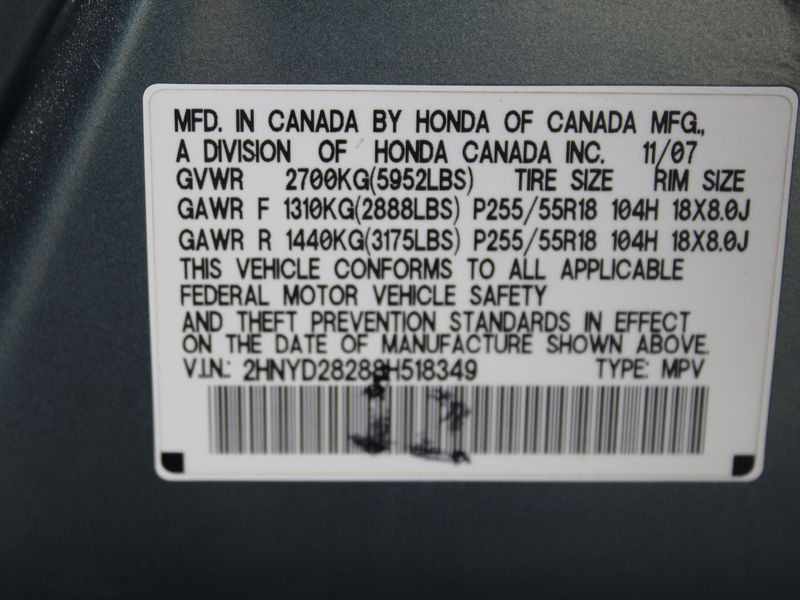 MFD. IN CANADA BY HONDA OF CANADA MFG.,
A DIVISION OF HONDA CANADA INC. 11/07
GVWR 2700KG(5952LBS) TIRE SIZE RIM SIZE
GAWR F 1310KG(2888LBS) P255/55R18 104H 18X8.0J
GAWR R 1440KG(3175LBS) P255/55R18 104H 18X8.0J
THIS VEHICLE CONFORMS TO ALL APPLICABLE
FEDERAL MOTOR VEHICLE SAFETY
AND THEFT PREVENTION STANDARDS IN EFFECT
ON THE DATE OF MANUFACTURE SHOWN ABOVE.
V.I.N.: 2HNYD28288H518349 TYPE: MPV